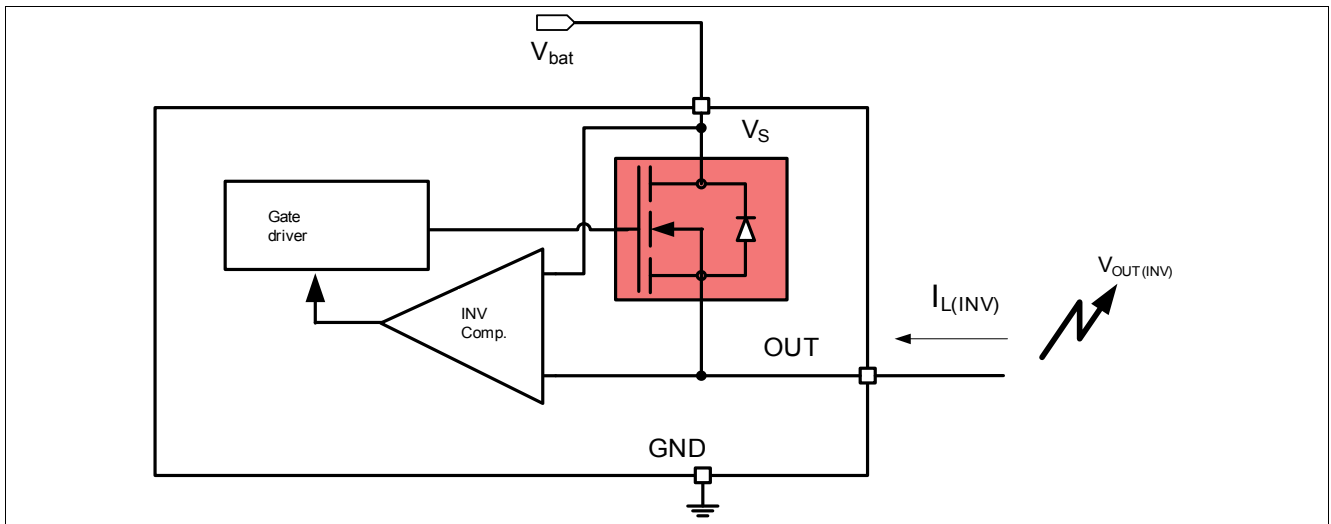 Vbat
VS
Gate
driver
INV
Comp.
VOUT(INV)
IL(INV)
OUT
GND